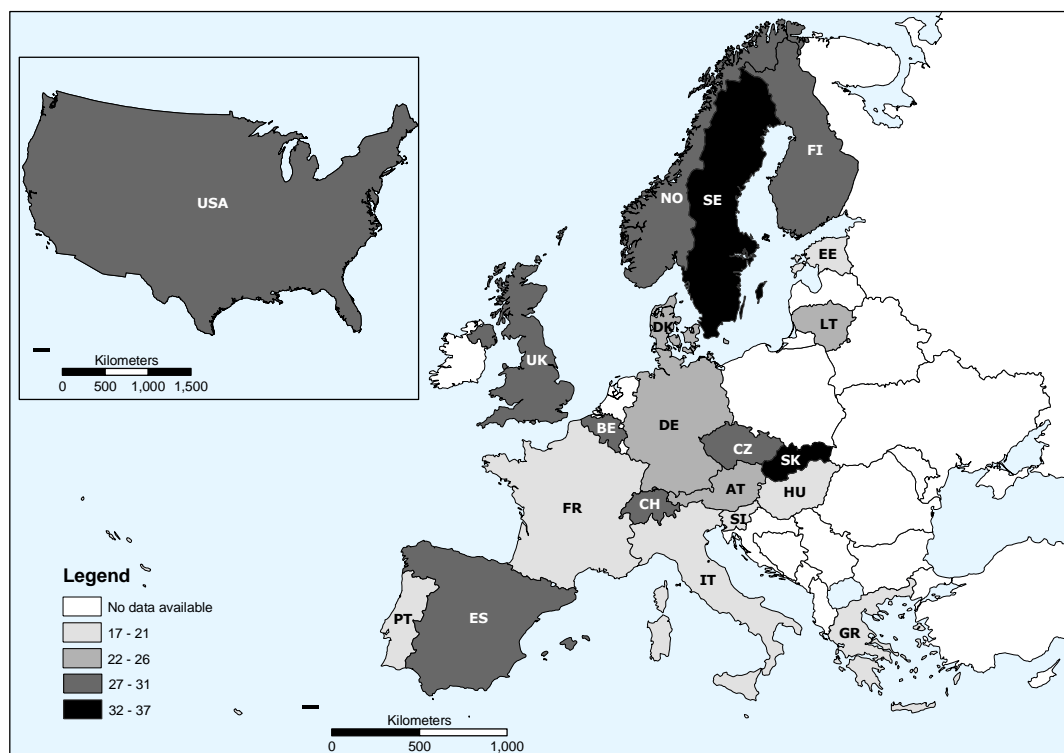 USA
Kilometers
0 500 1,000 1,500
FI
NO
SE
EE
LT
DK
UK
BE
DE
CZ
SK
AT
HU
CH
FR
SI
IT
PT
ES
GR
Legend
No data available
17 - 21
22 - 26
27 - 31
32 - 37
Kilometers
0 500 1,000